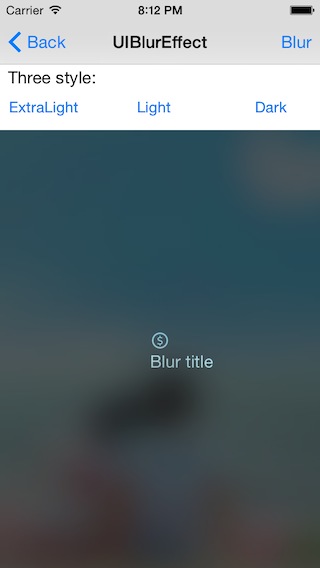 Carrier 8:12 PM
Back UIBlurEffect Blur
Three style:
ExtraLight Light Dark
$
Blur title